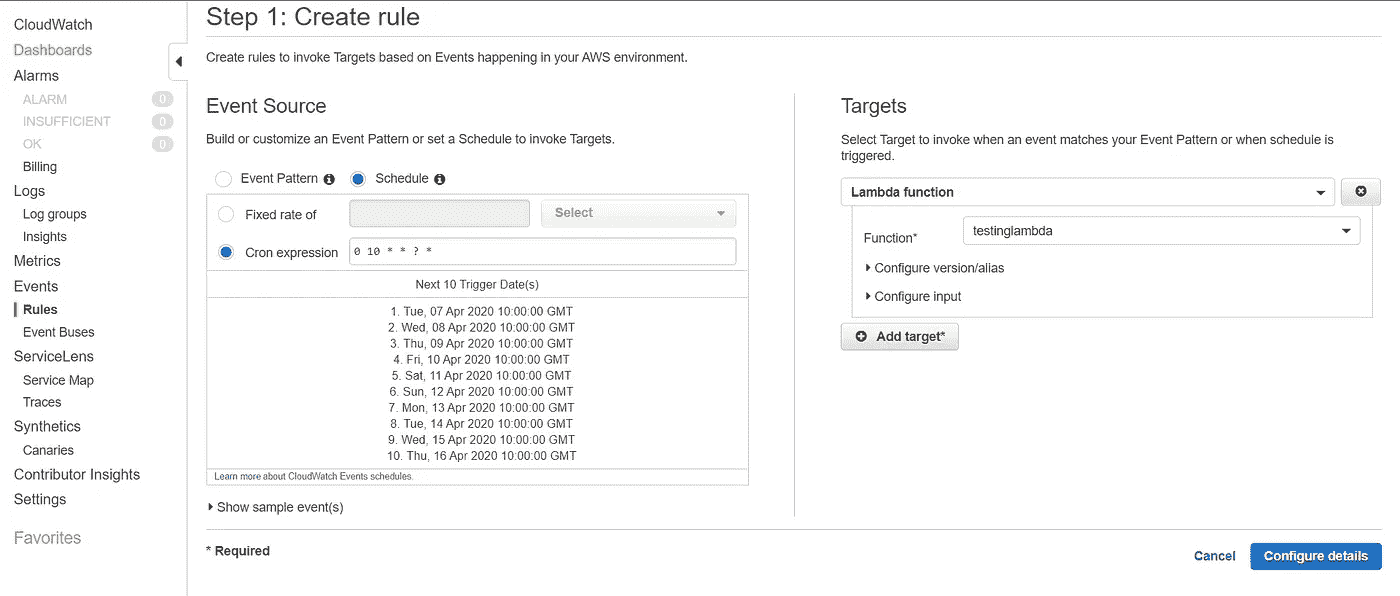 CloudWatch
Dashboards
Alarms
ALARM 0
INSUFFICIENT 0
OK 0
Billing
Logs
Log groups
Insights
Metrics
Events
Rules
Event Buses
ServiceLens
Service Map
Traces
Synthetics
Canaries
Contributor Insights
Settings
Favorites
Step 1: Create rule
Create rules to invoke Targets based on Events happening in your AWS environment.
Event Source
Build or customize an Event Pattern or set a Schedule to invoke Targets.
Event Pattern Schedule
Fixed rate of Select
Cron expression 0 10 * * ? *
Next 10 Trigger Date(s)
1. Tue, 07 Apr 2020 10:00:00 GMT
2. Wed, 08 Apr 2020 10:00:00 GMT
3. Thu, 09 Apr 2020 10:00:00 GMT
4. Fri, 10 Apr 2020 10:00:00 GMT
5. Sat, 11 Apr 2020 10:00:00 GMT
6. Sun, 12 Apr 2020 10:00:00 GMT
7. Mon, 13 Apr 2020 10:00:00 GMT
8. Tue, 14 Apr 2020 10:00:00 GMT
9. Wed, 15 Apr 2020 10:00:00 GMT
10. Thu, 16 Apr 2020 10:00:00 GMT
Learn more about CloudWatch Events schedules.
Show sample event(s)
* Required
Targets
Select Target to invoke when an event matches your Event Pattern or when schedule is
triggered.
Lambda function
Function* testinglambda
Configure version/alias
Configure input
Add target*
Cancel Configure details